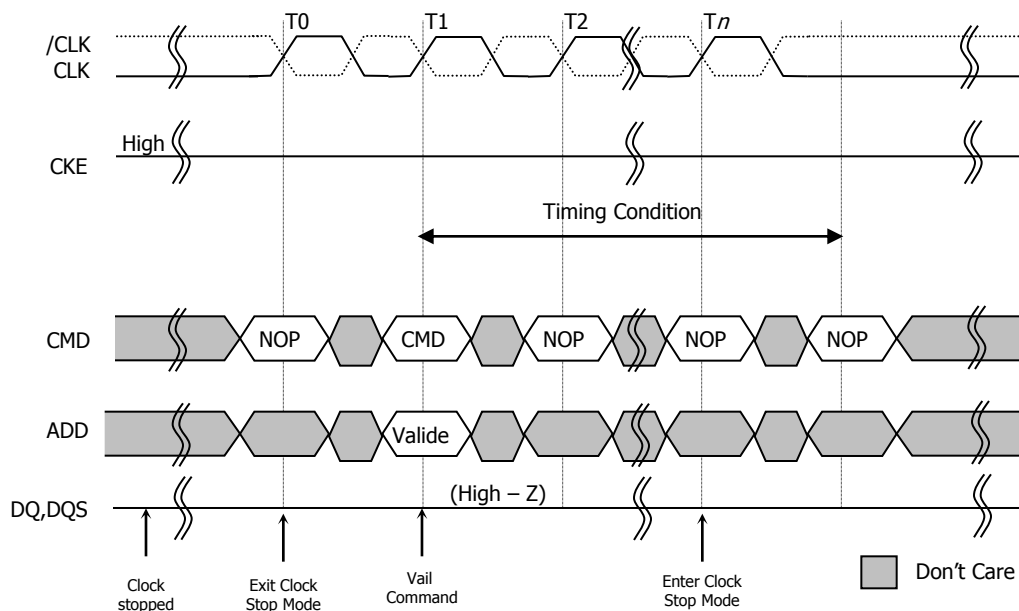 T0 T1 T2 Tn
/CLK
CLK
High
CKE
Timing Condition
CMD NOP CMD NOP NOP NOP
ADD Valide
(High – Z)
DQ,DQS
Clock
stopped
Exit Clock
Stop Mode
Vail
Command
Enter Clock
Stop Mode
Don't Care